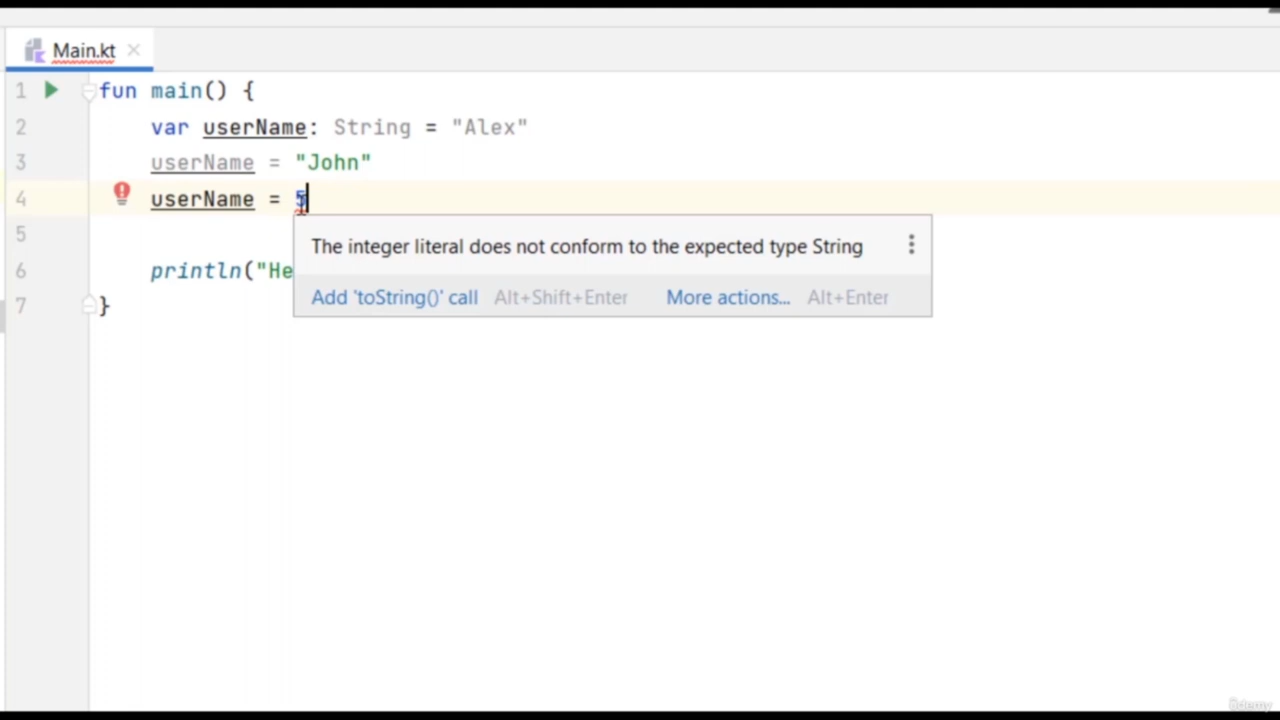 Main.kt
1 fun main() {
2 var userName: String = "Alex"
3 userName = "John"
4 userName = 5
The integer literal does not conform to the expected type String
Add 'toString()' call Alt+Shift+Enter More actions... Alt+Enter
5
6 println("He
7 }
ûdemy